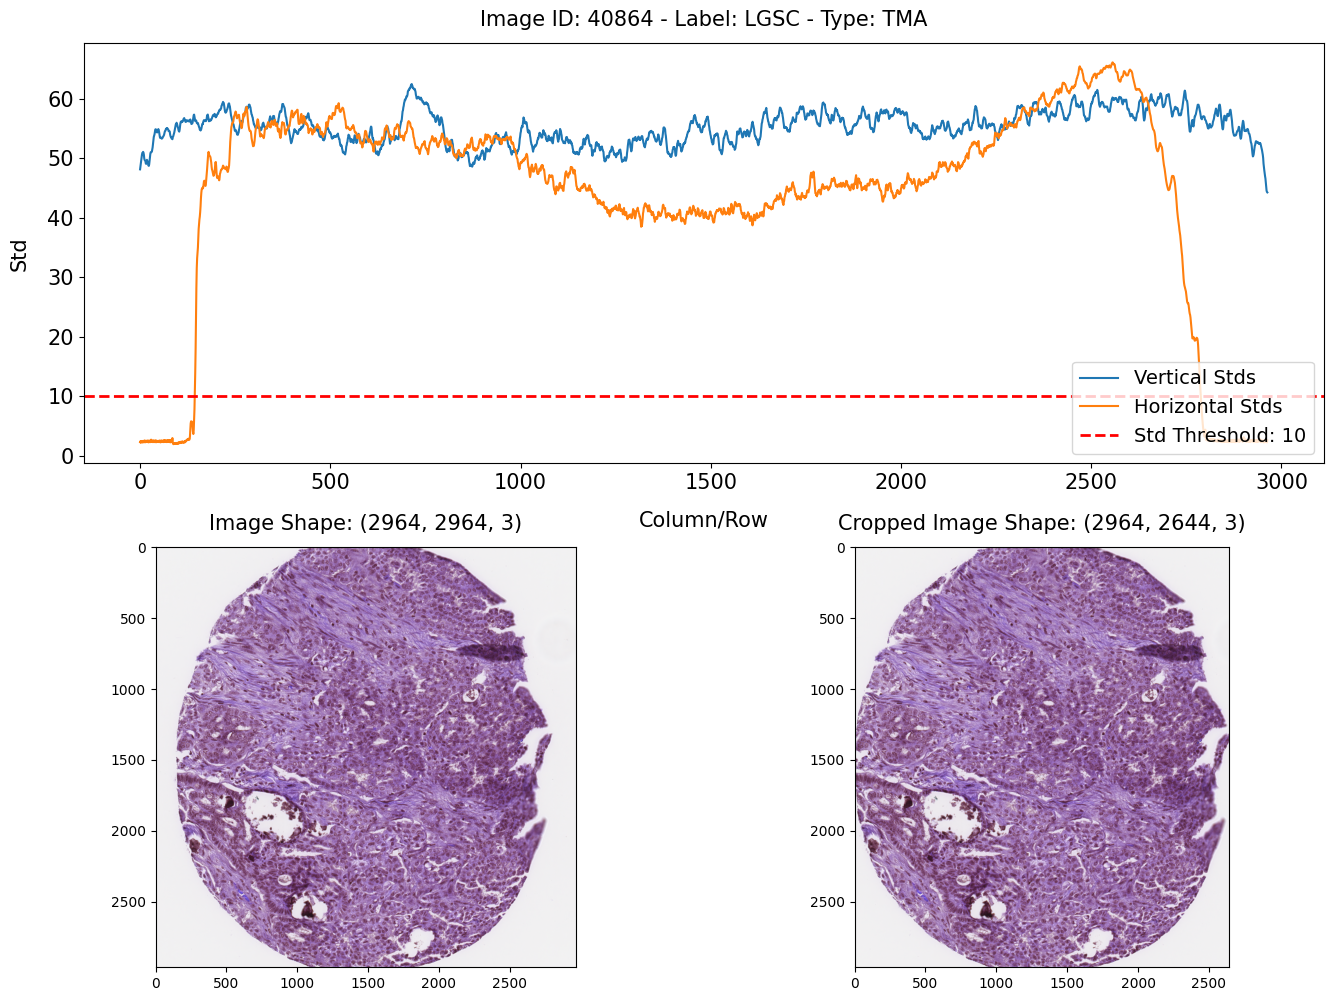 Image ID: 40864 - Label: LGSC - Type: TMA
60
50
40
30
20
10
0
Std
Vertical Stds
Horizontal Stds
Std Threshold: 10
0 500 1000 1500 2000 2500 3000
Column/Row
Image Shape: (2964, 2964, 3)
0
500
1000
1500
2000
2500
0 500 1000 1500 2000 2500
Cropped Image Shape: (2964, 2644, 3)
0
500
1000
1500
2000
2500
0 500 1000 1500 2000 2500